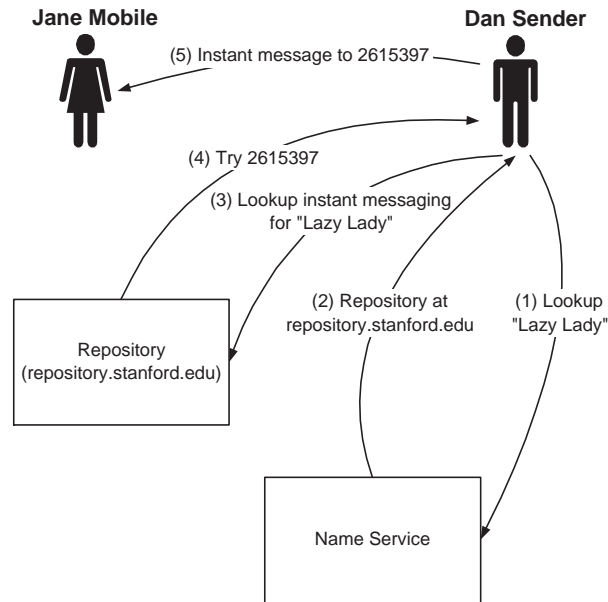 Jane Mobile
Dan Sender
(5) Instant message to 2615397
(4) Try 2615397
(3) Lookup instant messaging
for "Lazy Lady"
(2) Repository at
repository.stanford.edu
(1) Lookup
"Lazy Lady"
Repository
(repository.stanford.edu)
Name Service